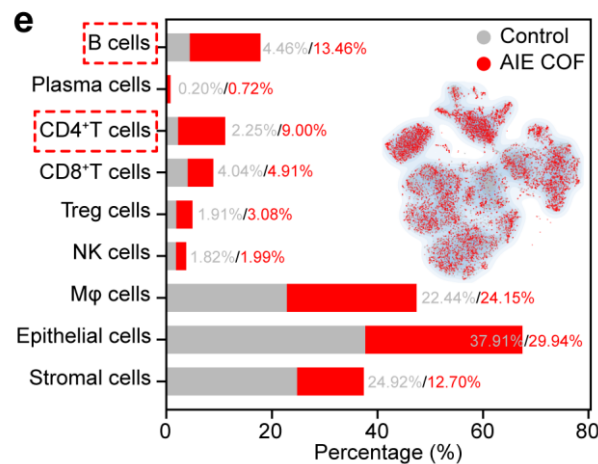 e
Control
AIE COF
B cells
4.46%/13.46%
Plasma cells
0.20%/0.72%
CD4⁺T cells
2.25%/9.00%
CD8⁺T cells
4.04%/4.91%
Treg cells
1.91%/3.08%
NK cells
1.82%/1.99%
Mφ cells
22.44%/24.15%
Epithelial cells
37.91%/29.94%
Stromal cells
24.92%/12.70%
0 20 40 60 80
Percentage (%)